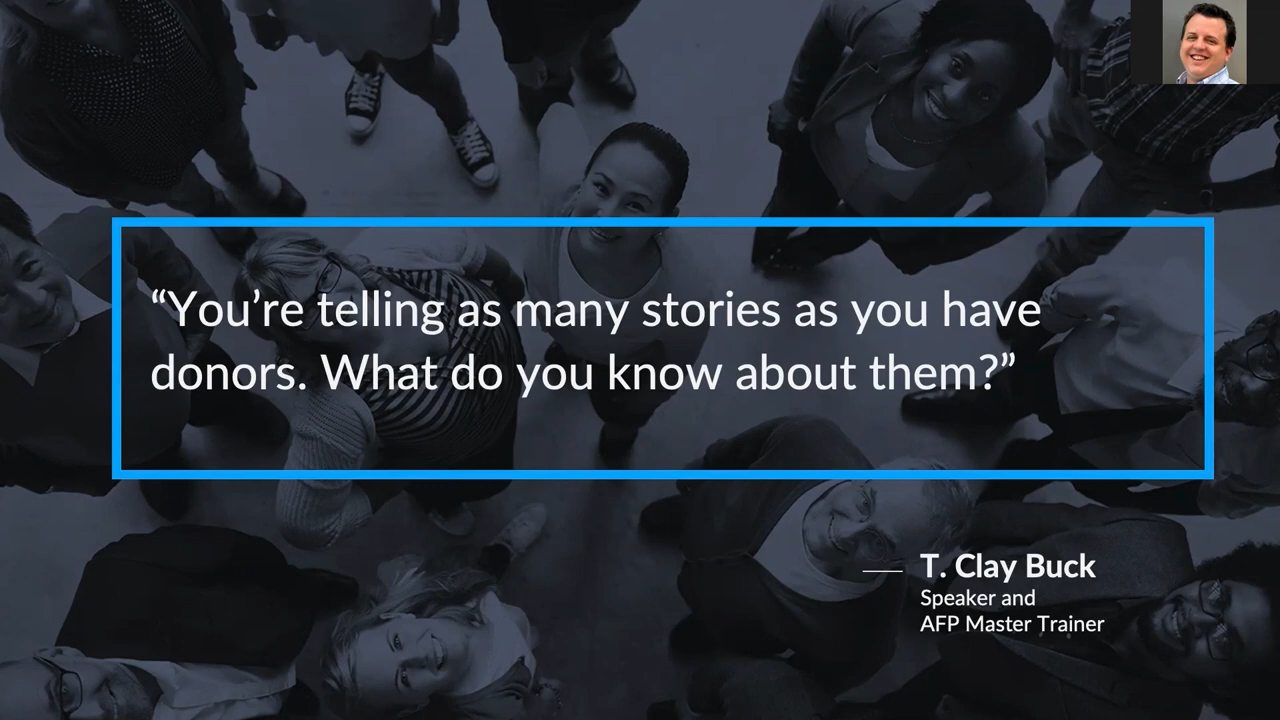 “You’re telling as many stories as you have
donors. What do you know about them?”
T. Clay Buck
Speaker and
AFP Master Trainer